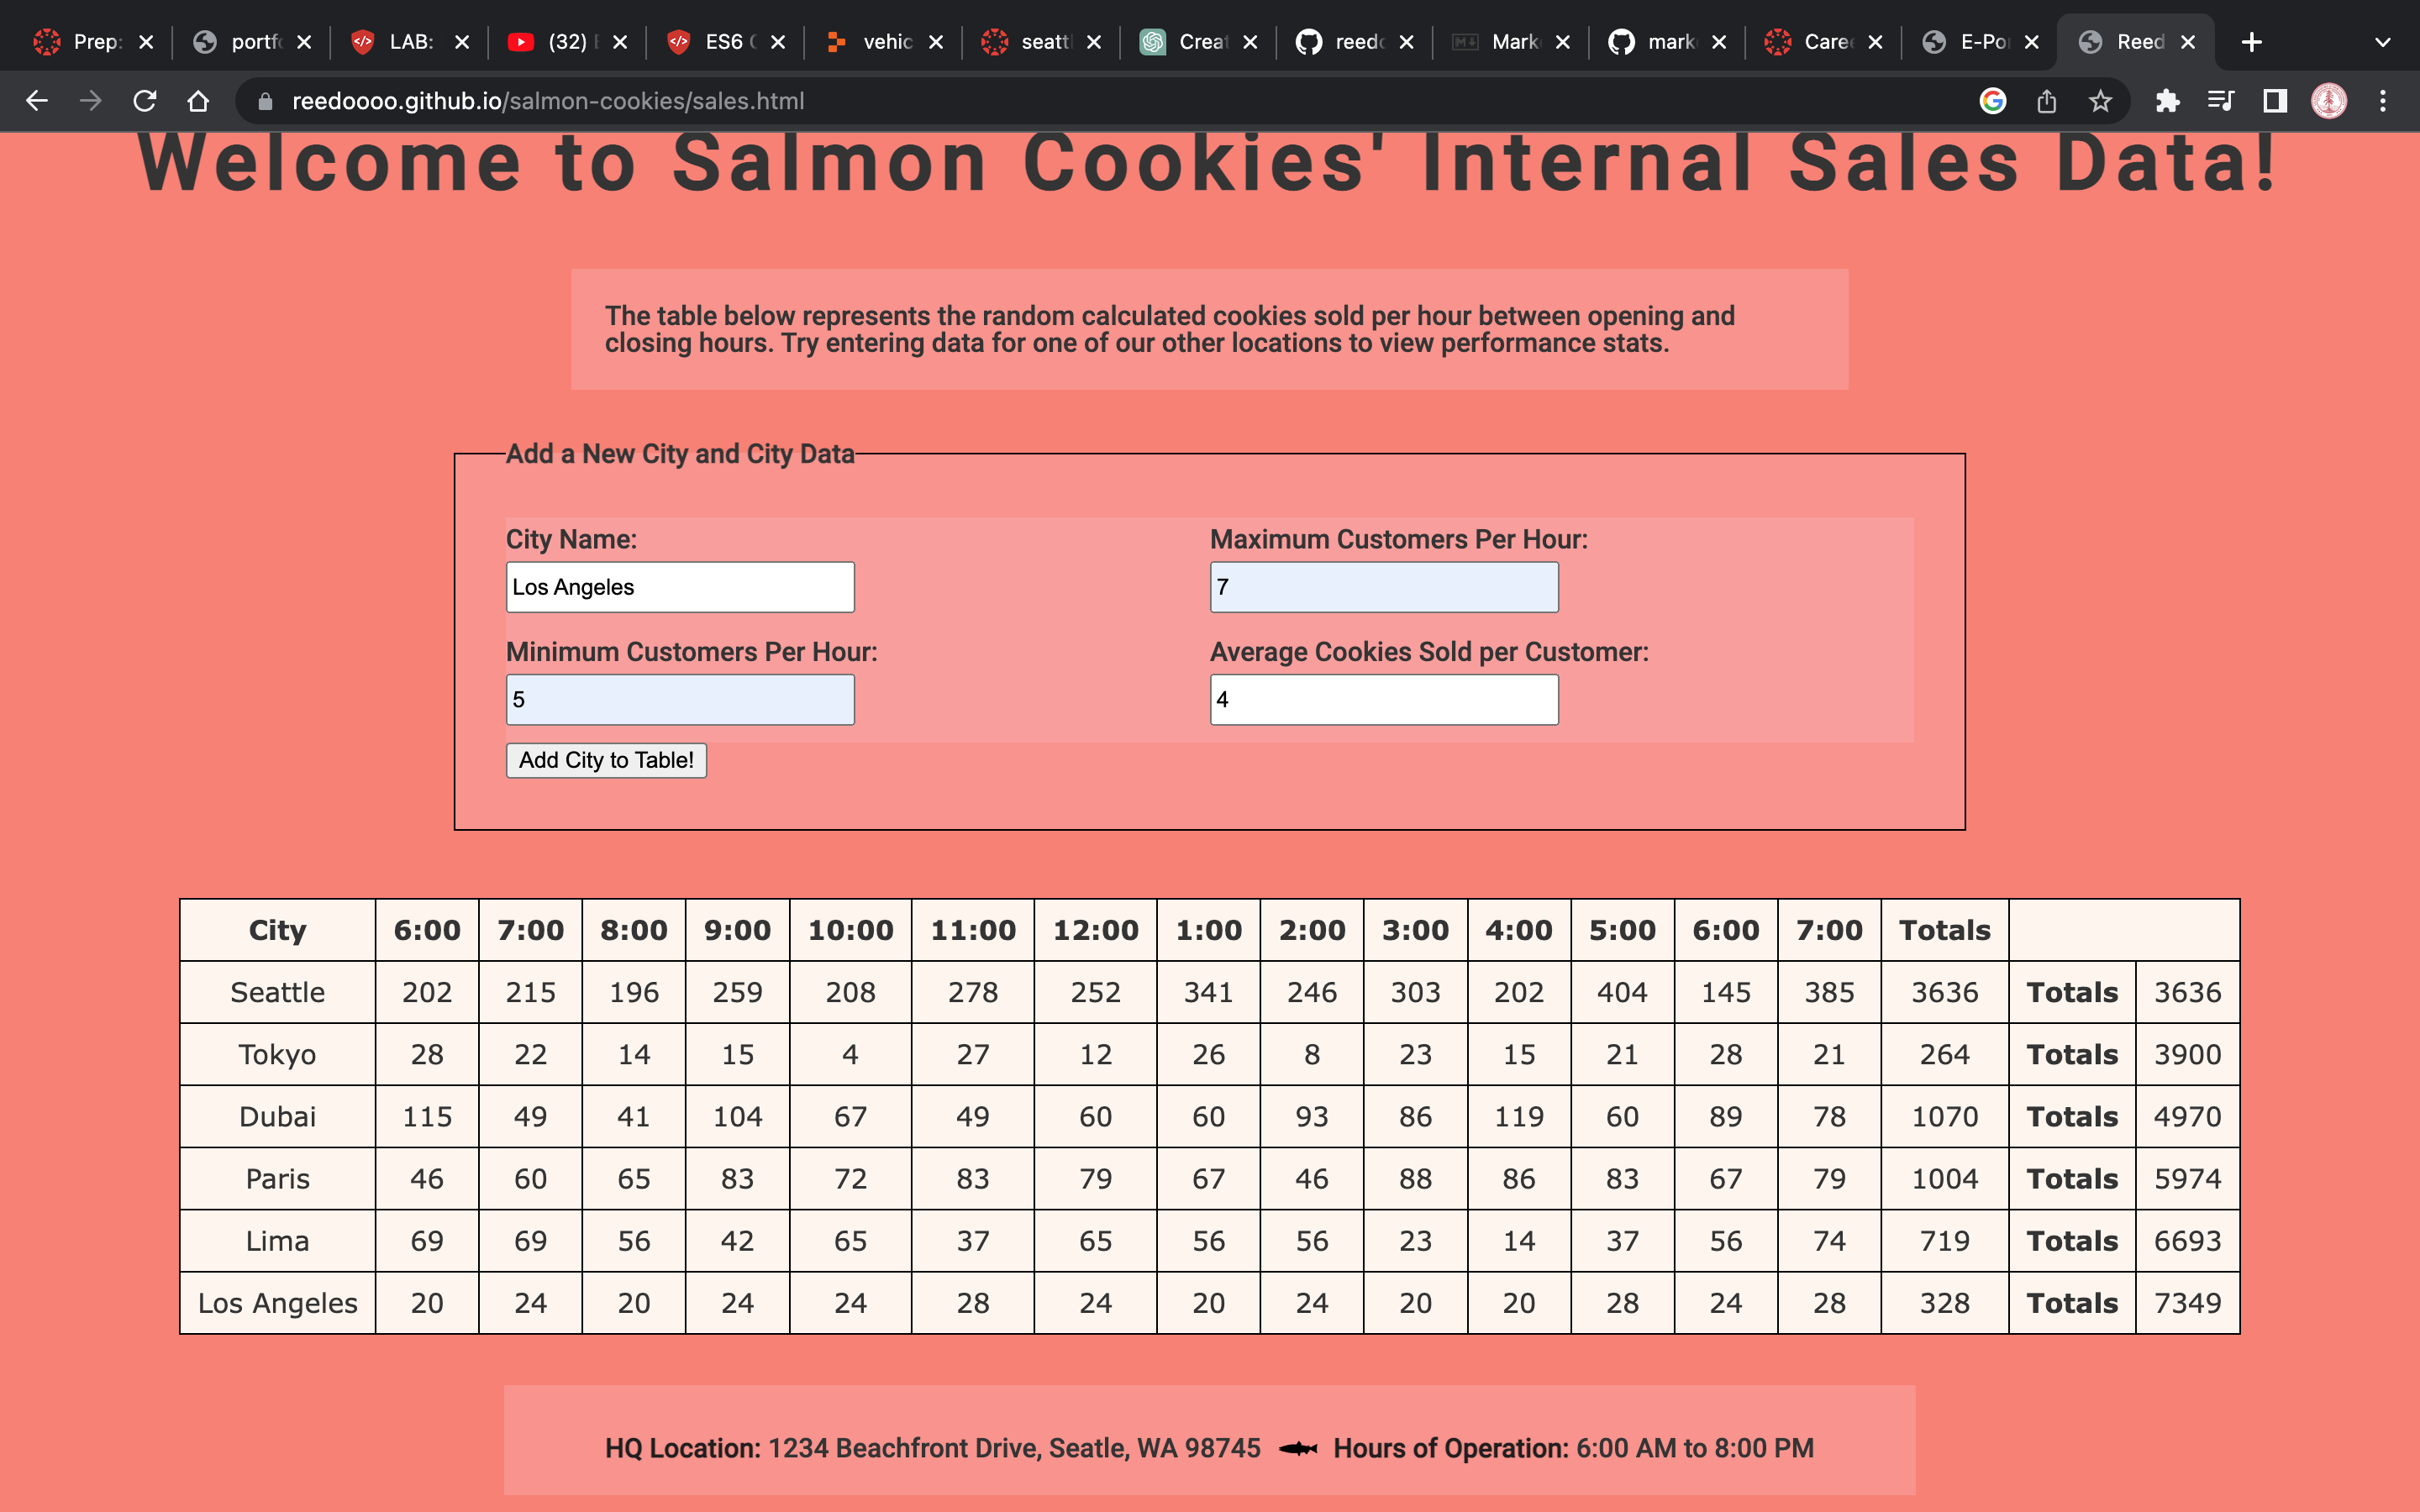 Prep: portf LAB: (32) ES6 vehic seattl Creat reedo Mark mark Care E-Por Reed
reedoooo.github.io/salmon-cookies/sales.html
Welcome to Salmon Cookies' Internal Sales Data!
The table below represents the random calculated cookies sold per hour between opening and
closing hours. Try entering data for one of our other locations to view performance stats.
Add a New City and City Data
City Name: Maximum Customers Per Hour:
Los Angeles 7
Minimum Customers Per Hour: Average Cookies Sold per Customer:
5 4
Add City to Table!
City 6:00 7:00 8:00 9:00 10:00 11:00 12:00 1:00 2:00 3:00 4:00 5:00 6:00 7:00 Totals
Seattle 202 215 196 259 208 278 252 341 246 303 202 404 145 385 3636 Totals 3636
Tokyo 28 22 14 15 4 27 12 26 8 23 15 21 28 21 264 Totals 3900
Dubai 115 49 41 104 67 49 60 60 93 86 119 60 89 78 1070 Totals 4970
Paris 46 60 65 83 72 83 79 67 46 88 86 83 67 79 1004 Totals 5974
Lima 69 69 56 42 65 37 65 56 56 23 14 37 56 74 719 Totals 6693
Los Angeles 20 24 20 24 24 28 24 20 24 20 20 28 24 28 328 Totals 7349
HQ Location: 1234 Beachfront Drive, Seatle, WA 98745 Hours of Operation: 6:00 AM to 8:00 PM